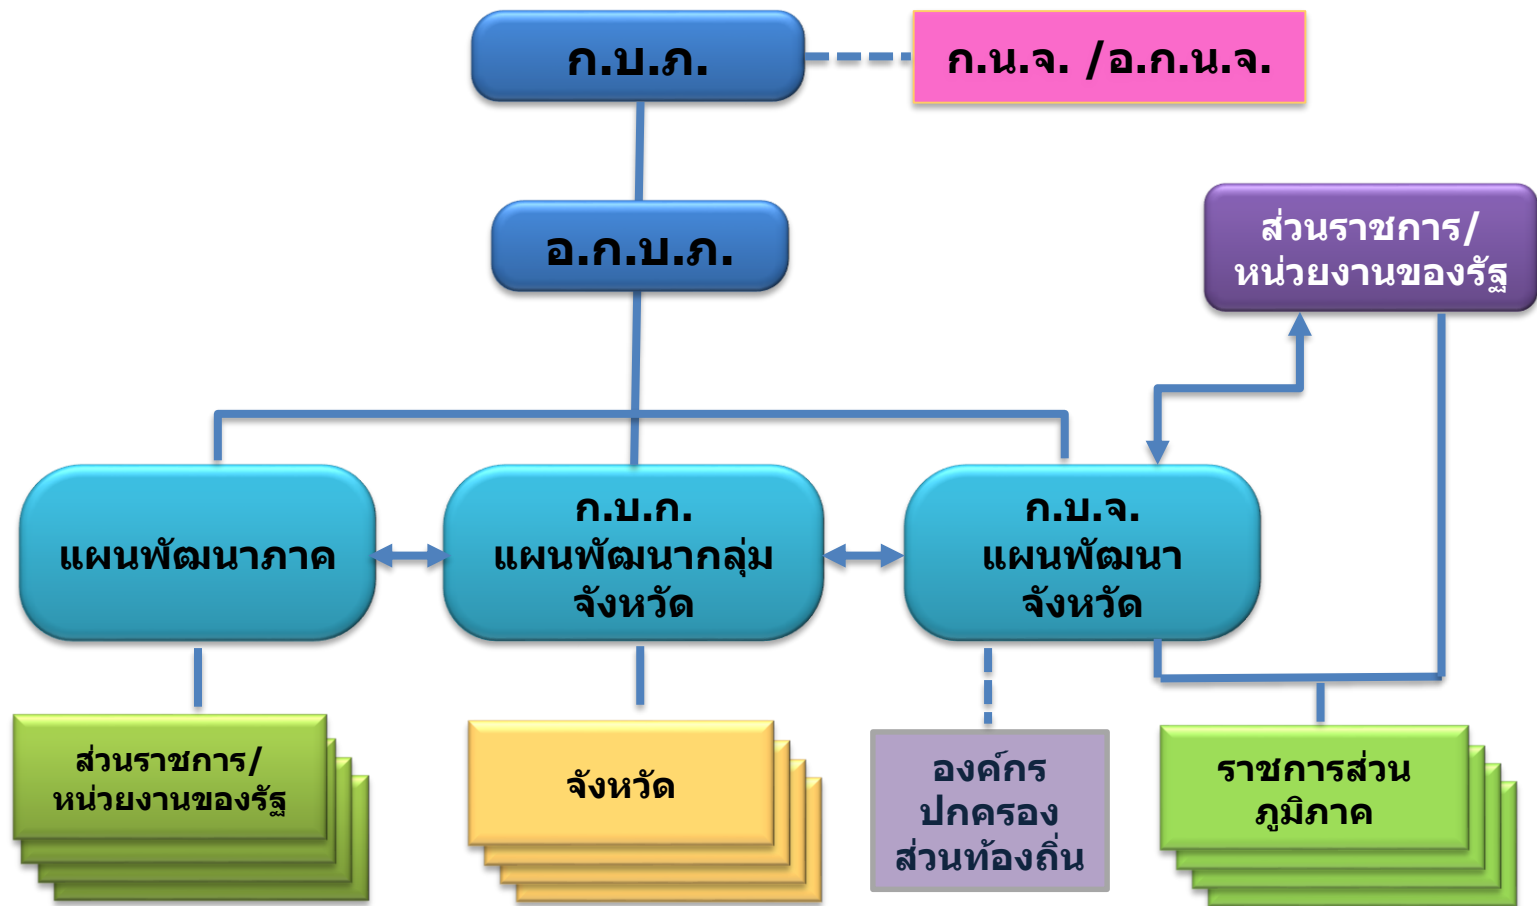 ก.บ.ภ.
ก.น.จ. /อ.ก.น.จ.
อ.ก.บ.ภ.
ส่วนราชการ/
หน่วยงานของรัฐ
แผนพัฒนาภาค
ก.บ.ก.
แผนพัฒนากลุ่ม
จังหวัด
ก.บ.จ.
แผนพัฒนา
จังหวัด
ส่วนราชการ/
หน่วยงานของรัฐ
จังหวัด
องค์กร
ปกครอง
ส่วนท้องถิ่น
ราชการส่วน
ภูมิภาค